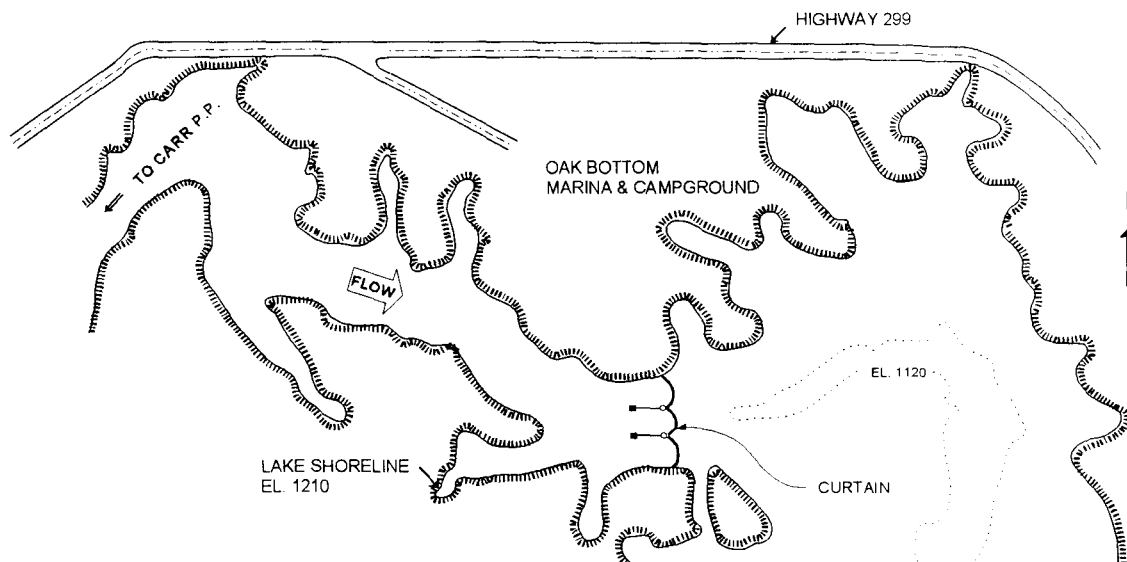 HIGHWAY 299
TO CARR P.P.
OAK BOTTOM
MARINA & CAMPGROUND
FLOW
EL. 1120
LAKE SHORELINE
EL. 1210
CURTAIN